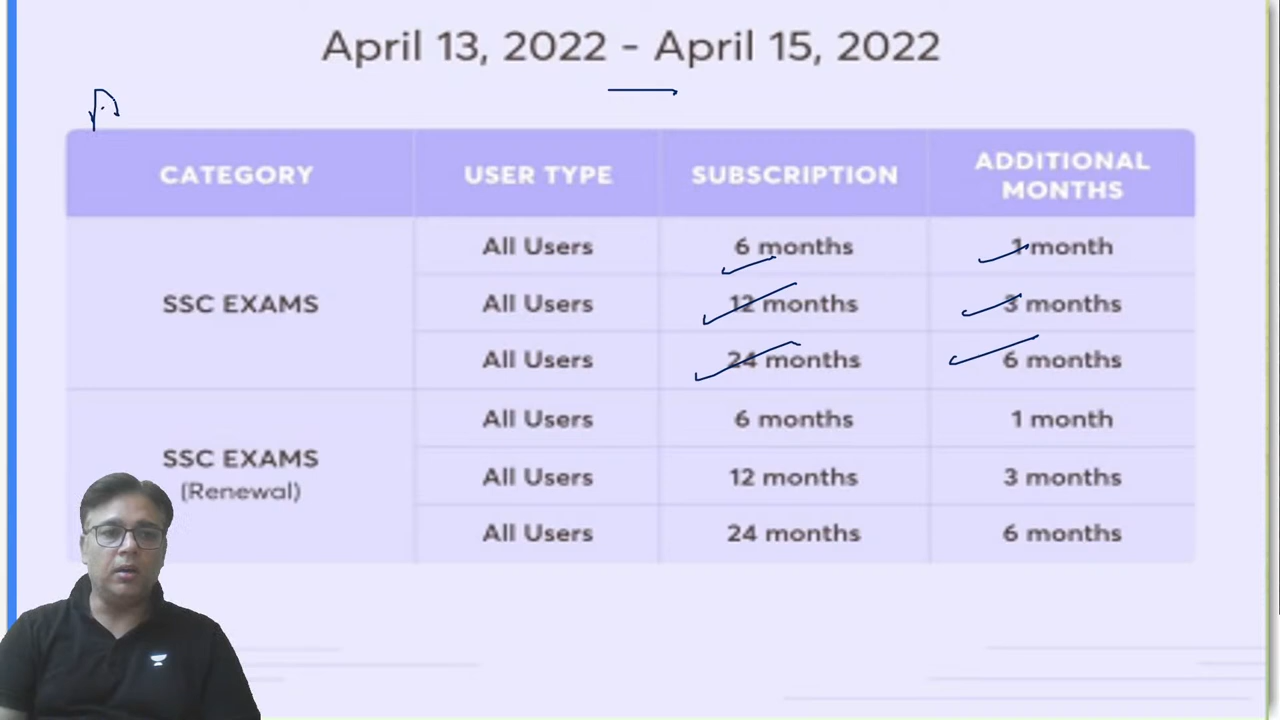 April 13, 2022 - April 15, 2022
CATEGORY USER TYPE SUBSCRIPTION ADDITIONAL MONTHS
SSC EXAMS
All Users 6 months 1 month
All Users 12 months 3 months
All Users 24 months 6 months
SSC EXAMS
(Renewal)
All Users 6 months 1 month
All Users 12 months 3 months
All Users 24 months 6 months